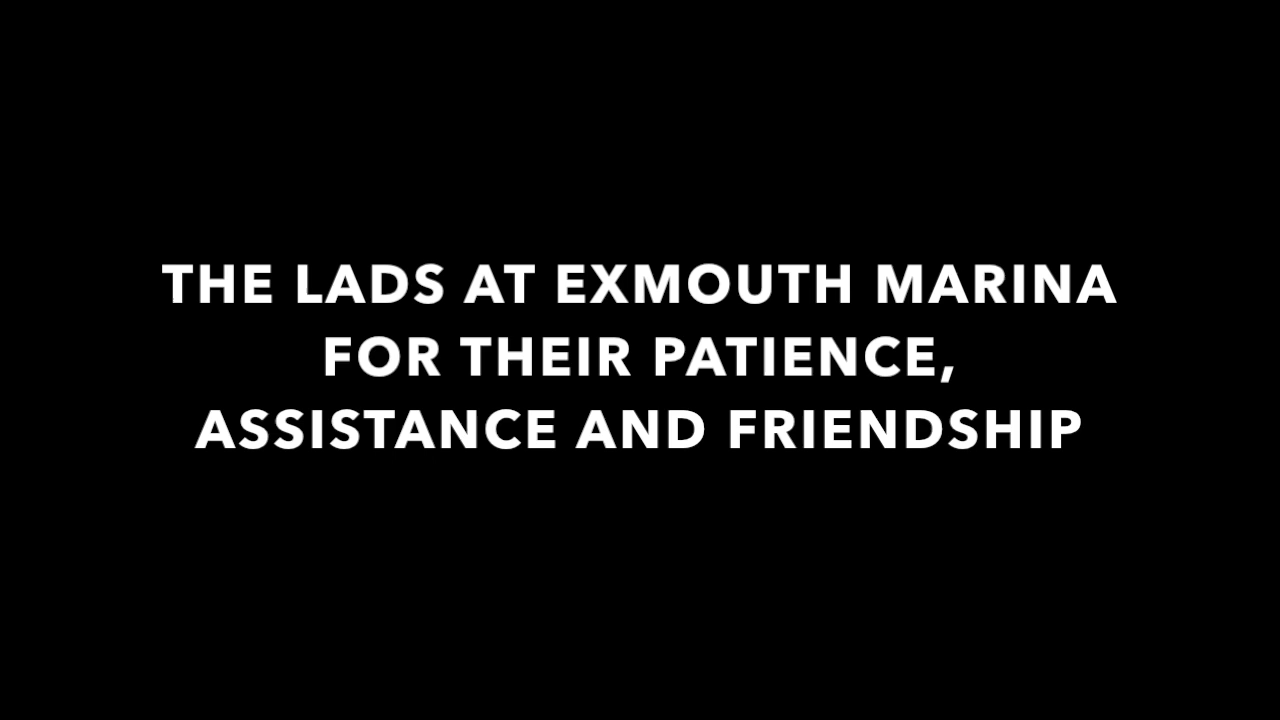 THE LADS AT EXMOUTH MARINA
FOR THEIR PATIENCE,
ASSISTANCE AND FRIENDSHIP